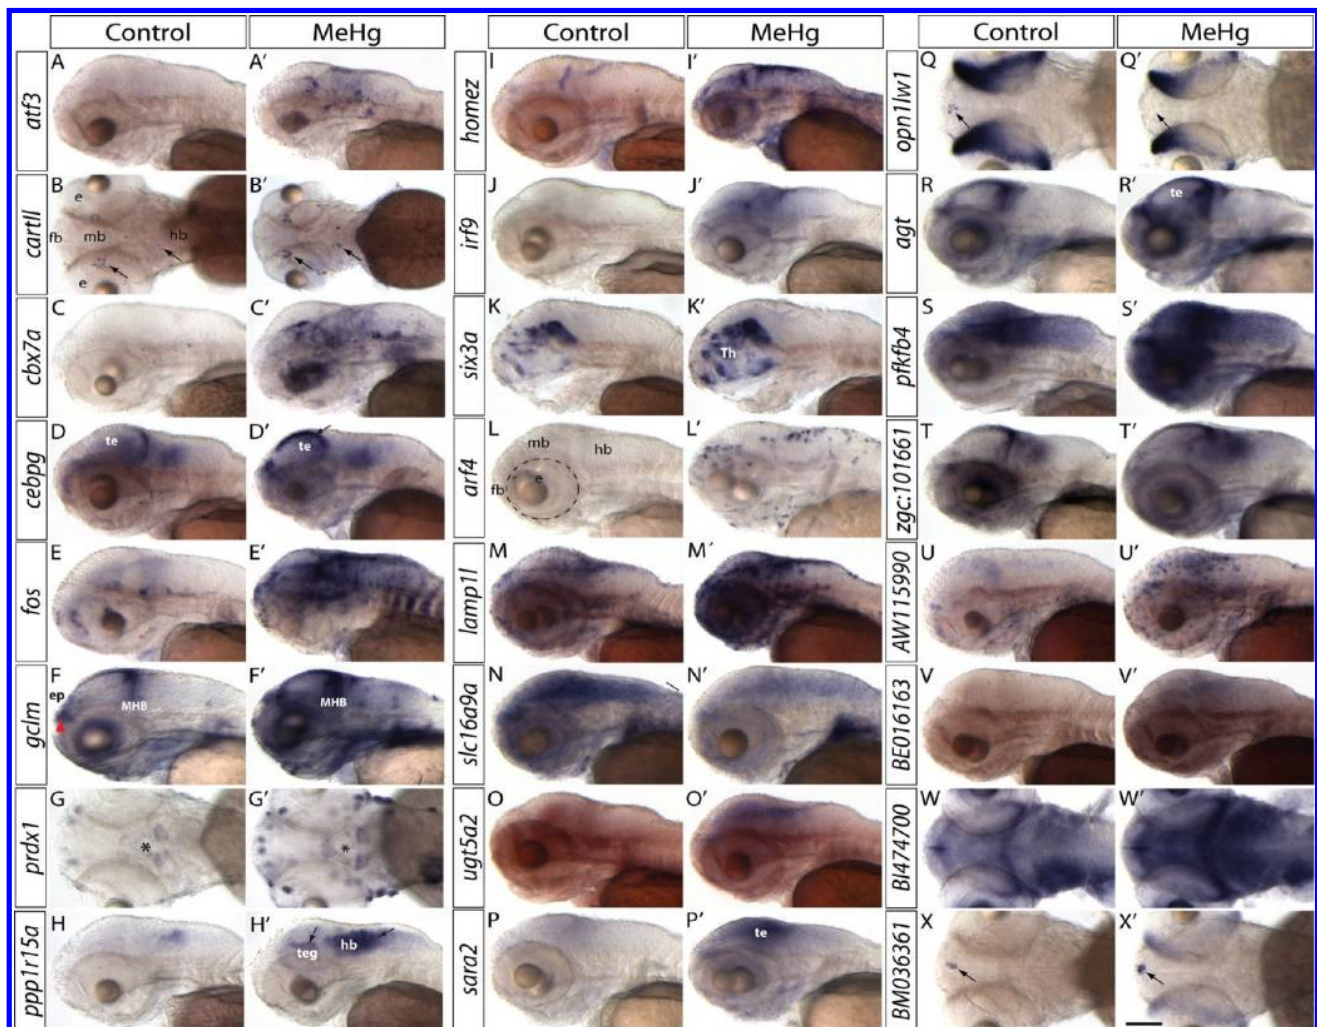 Control MeHg Control MeHg Control MeHg
atf3 A A' homez I I' opn1lw1 Q Q'
cartII B B' e fb mb hb e irf9 J J' agt R R' te
cbx7a C C' six3a K K' Th pfkfb4 S S'
cebpg D te D' te arf4 L mb hb fb e L' zgc:101661 T T'
fos E E' lamp1l M M´ AW115990 U U'
gclm F ep MHB F' MHB slc16a9a N N' BE016163 V V'
prdx1 G * G' * ugt5a2 O O' BI474700 W W'
ppp1r15a H H' teg hb sara2 P P' te BM036361 X X'